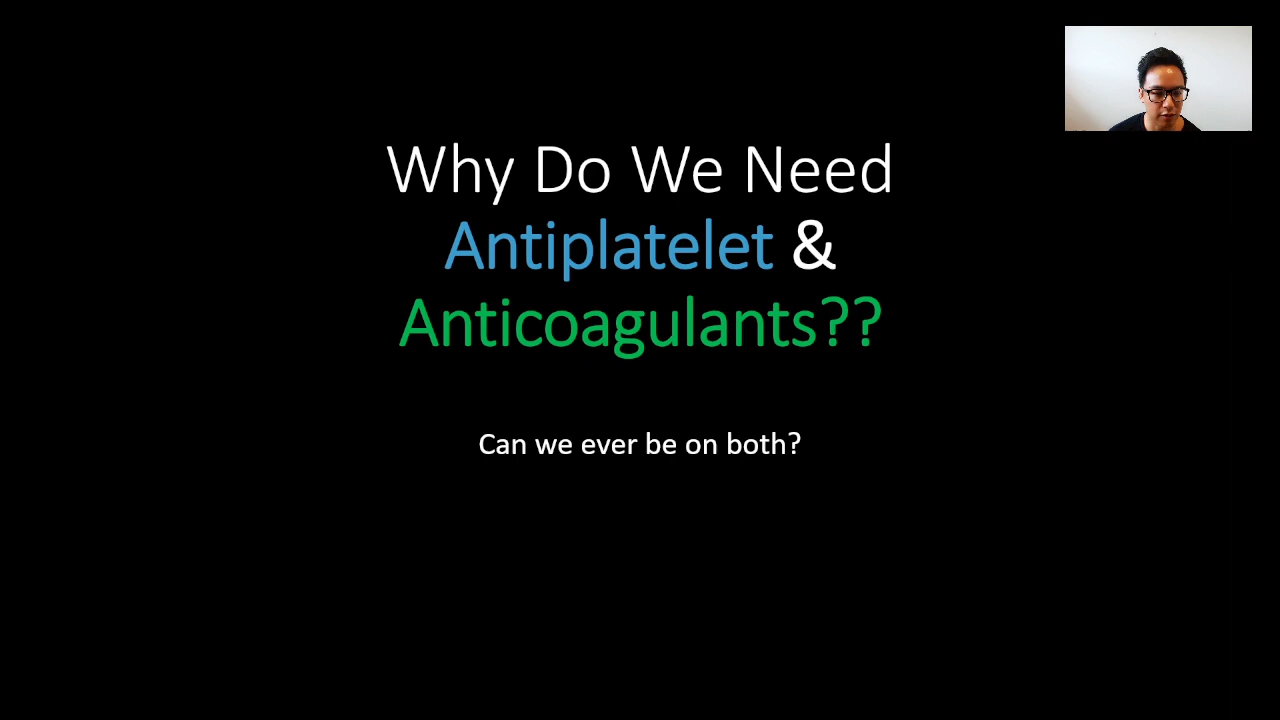 Why Do We Need
Antiplatelet &
Anticoagulants??
Can we ever be on both?